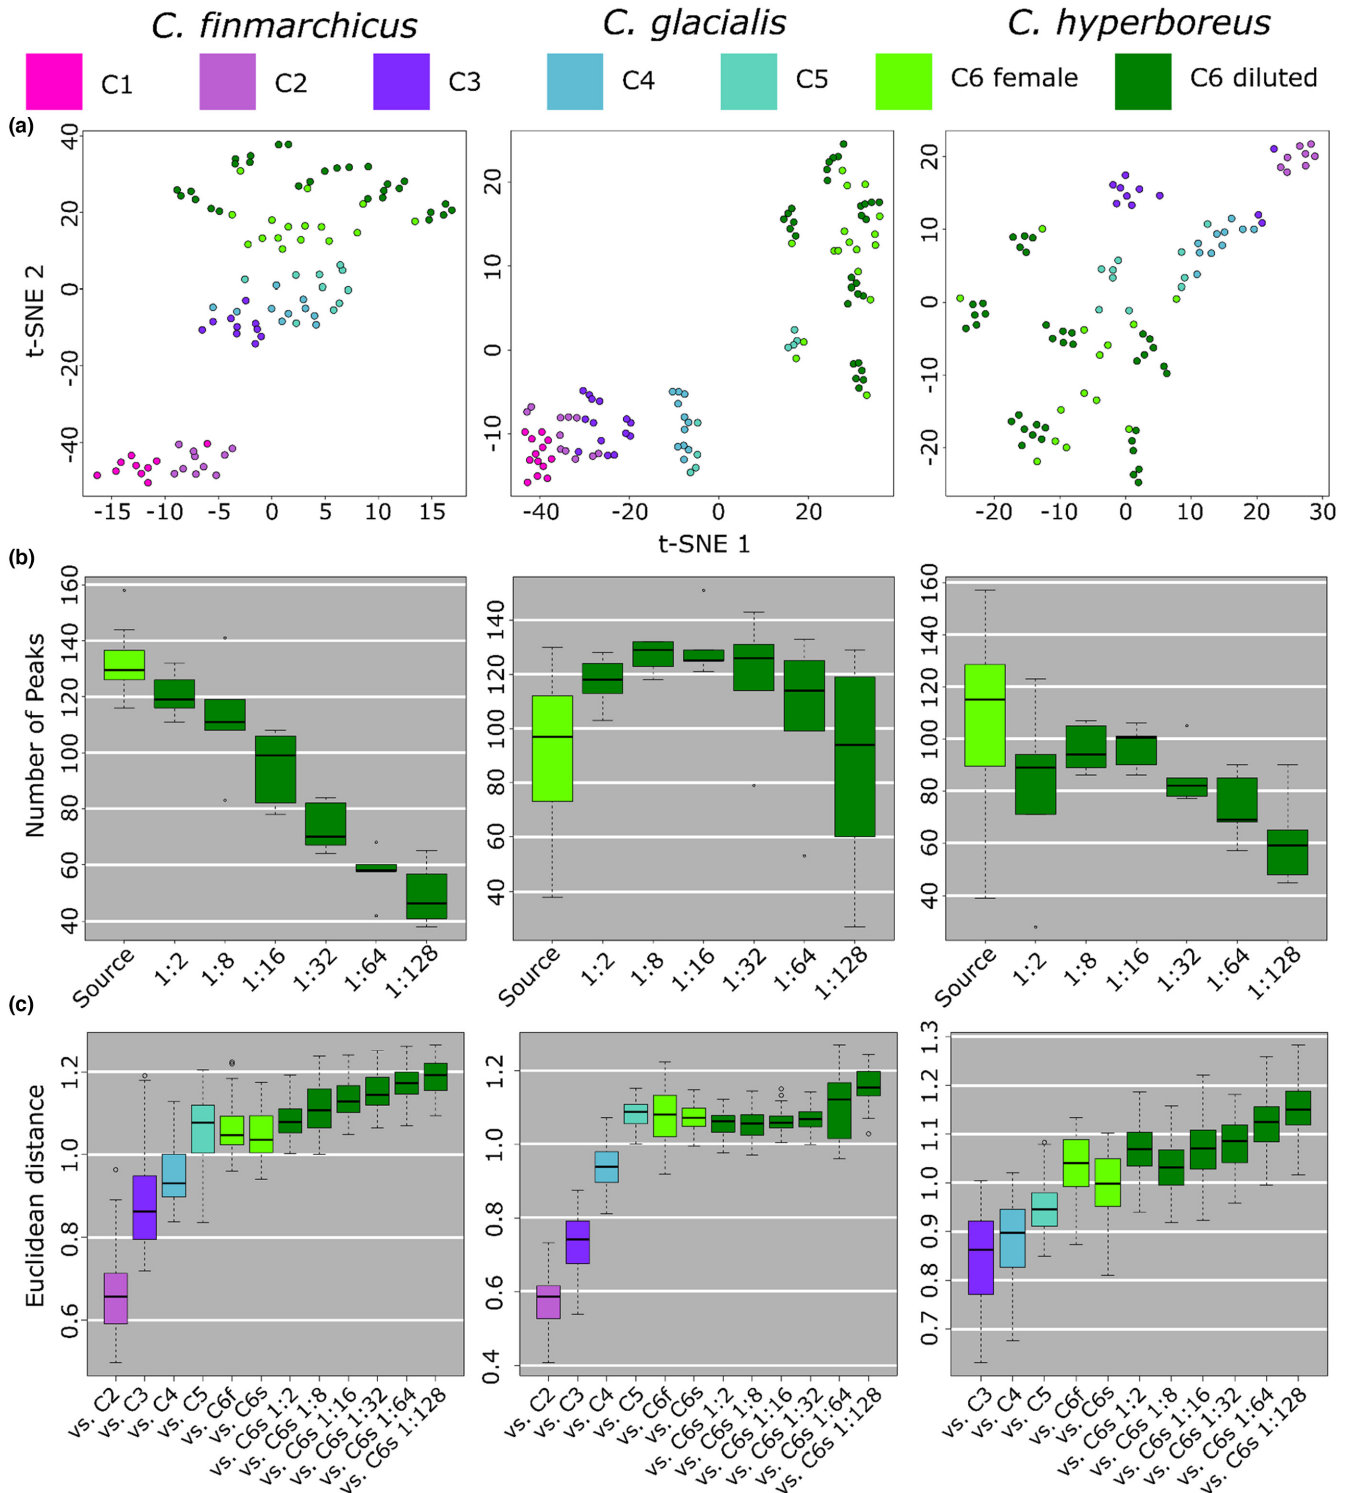 C. finmarchicus C. glacialis C. hyperboreus
C1 C2 C3 C4 C5 C6 female C6 diluted
(a)
t-SNE 2
40
20
0
-20
-40
-15 -10 -5 0 5 10 15
20
10
0
-10
-40 -20 0 20
20
10
0
-10
-20
-20 -10 0 10 20 30
t-SNE 1
(b)
Number of Peaks
160
140
120
100
80
60
40
Source 1:2 1:8 1:16 1:32 1:64 1:128
140
120
100
80
60
40
Source 1:2 1:8 1:16 1:32 1:64 1:128
160
140
120
100
80
60
40
Source 1:2 1:8 1:16 1:32 1:64 1:128
(c)
Euclidean distance
1.2
1.0
0.8
0.6
vs. C2
vs. C3
vs. C4
vs. C5
vs. C6f
vs. C6s
vs. C6s 1:2
vs. C6s 1:8
vs. C6s 1:16
vs. C6s 1:32
vs. C6s 1:64
vs. C6s 1:128
1.2
1.0
0.8
0.6
0.4
vs. C2
vs. C3
vs. C4
vs. C5
vs. C6f
vs. C6s
vs. C6s 1:2
vs. C6s 1:8
vs. C6s 1:16
vs. C6s 1:32
vs. C6s 1:64
vs. C6s 1:128
1.3
1.2
1.1
1.0
0.9
0.8
0.7
vs. C3
vs. C4
vs. C5
vs. C6f
vs. C6s
vs. C6s 1:2
vs. C6s 1:8
vs. C6s 1:16
vs. C6s 1:32
vs. C6s 1:64
vs. C6s 1:128